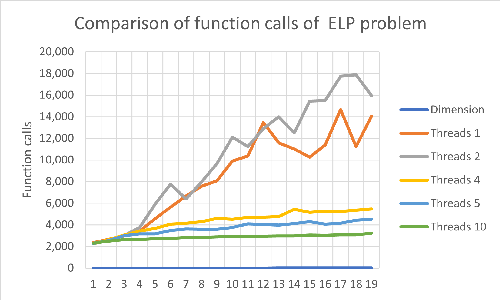 Comparison of function calls of ELP problem
20,000
18,000
16,000
14,000
12,000
10,000
8,000
6,000
4,000
2,000
0
Function calls
1 2 3 4 5 6 7 8 9 10 11 12 13 14 15 16 17 18 19
Dimension
Threads 1
Threads 2
Threads 4
Threads 5
Threads 10